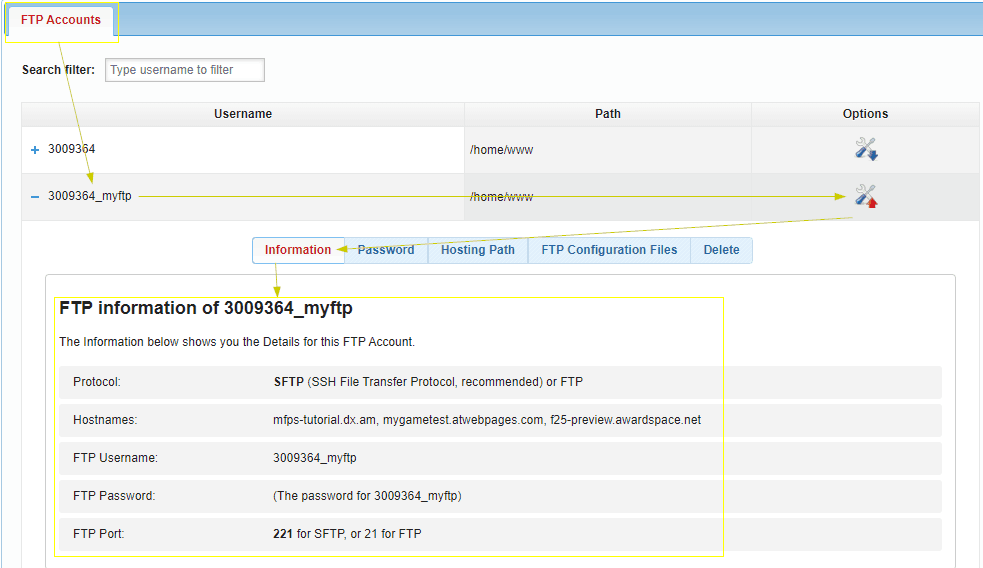 FTP Accounts
Search filter: Type username to filter
Username Path Options
3009364 /home/www
3009364_myftp /home/www
Information Password Hosting Path FTP Configuration Files Delete
FTP information of 3009364_myftp
The Information below shows you the Details for this FTP Account.
Protocol: SFTP (SSH File Transfer Protocol, recommended) or FTP
Hostnames: mfps-tutorial.dx.am, mygametest.atwebpages.com, f25-preview.awardspace.net
FTP Username: 3009364_myftp
FTP Password: (The password for 3009364_myftp)
FTP Port: 221 for SFTP, or 21 for FTP